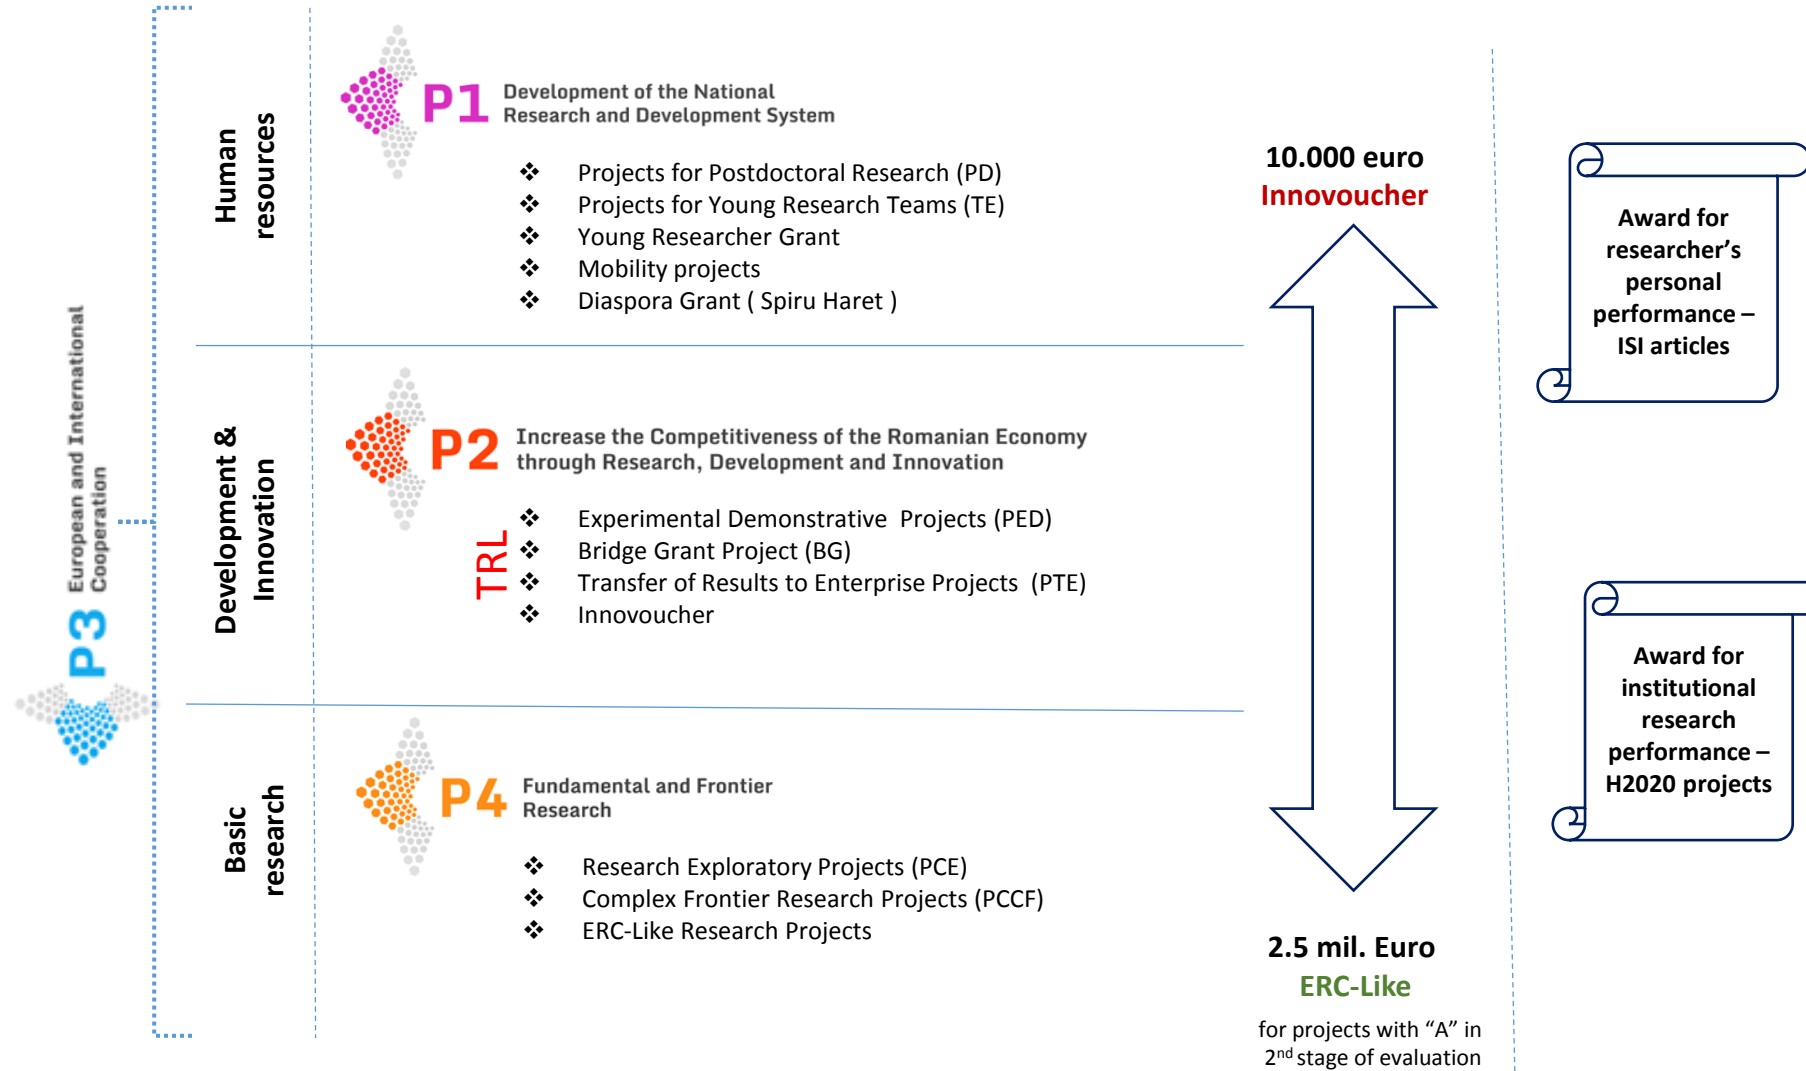 P3
European and International
Cooperation
Human
resources
P1
Development of the National
Research and Development System
❖ Projects for Postdoctoral Research (PD)
❖ Projects for Young Research Teams (TE)
❖ Young Researcher Grant
❖ Mobility projects
❖ Diaspora Grant ( Spiru Haret )
Development &
Innovation
P2
Increase the Competitiveness of the Romanian Economy
through Research, Development and Innovation
TRL
❖ Experimental Demonstrative Projects (PED)
❖ Bridge Grant Project (BG)
❖ Transfer of Results to Enterprise Projects (PTE)
❖ Innovoucher
Basic
research
P4
Fundamental and Frontier
Research
❖ Research Exploratory Projects (PCE)
❖ Complex Frontier Research Projects (PCCF)
❖ ERC-Like Research Projects
10.000 euro
Innovoucher
2.5 mil. Euro
ERC-Like
for projects with “A” in
2nd stage of evaluation
Award for
researcher’s
personal
performance –
ISI articles
Award for
institutional
research
performance –
H2020 projects